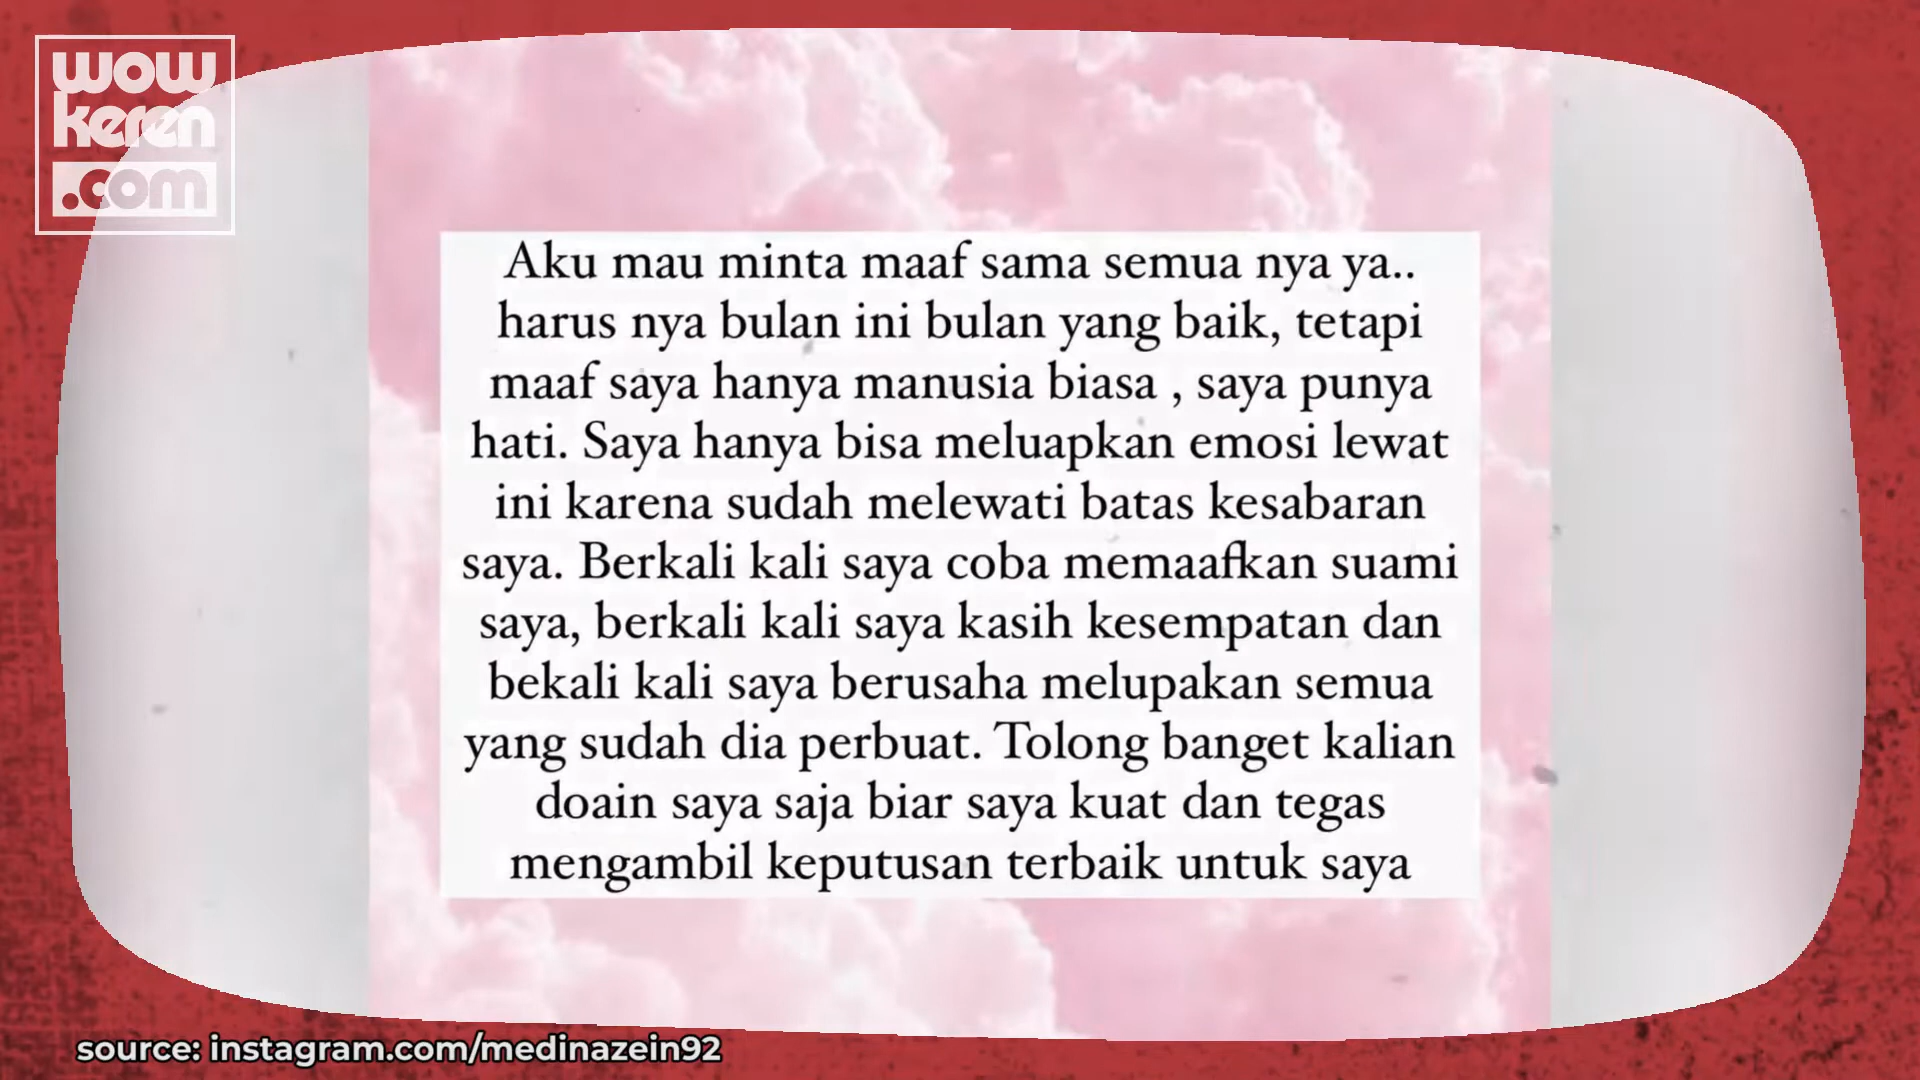 wow
keren
.com
Aku mau minta maaf sama semua nya ya..
harus nya bulan ini bulan yang baik, tetapi
maaf saya hanya manusia biasa , saya punya
hati. Saya hanya bisa meluapkan emosi lewat
ini karena sudah melewati batas kesabaran
saya. Berkali kali saya coba memaafkan suami
saya, berkali kali saya kasih kesempatan dan
bekali kali saya berusaha melupakan semua
yang sudah dia perbuat. Tolong banget kalian
doain saya saja biar saya kuat dan tegas
mengambil keputusan terbaik untuk saya
source: instagram.com/medinazein92